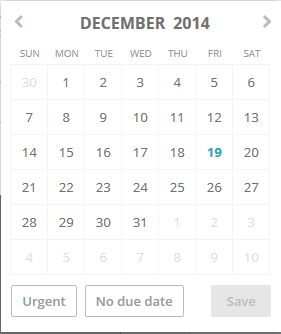 DECEMBER 2014
SUN MON TUE WED THU FRI SAT
30 1 2 3 4 5 6
7 8 9 10 11 12 13
14 15 16 17 18 19 20
21 22 23 24 25 26 27
28 29 30 31 1 2 3
4 5 6 7 8 9 10
Urgent No due date Save